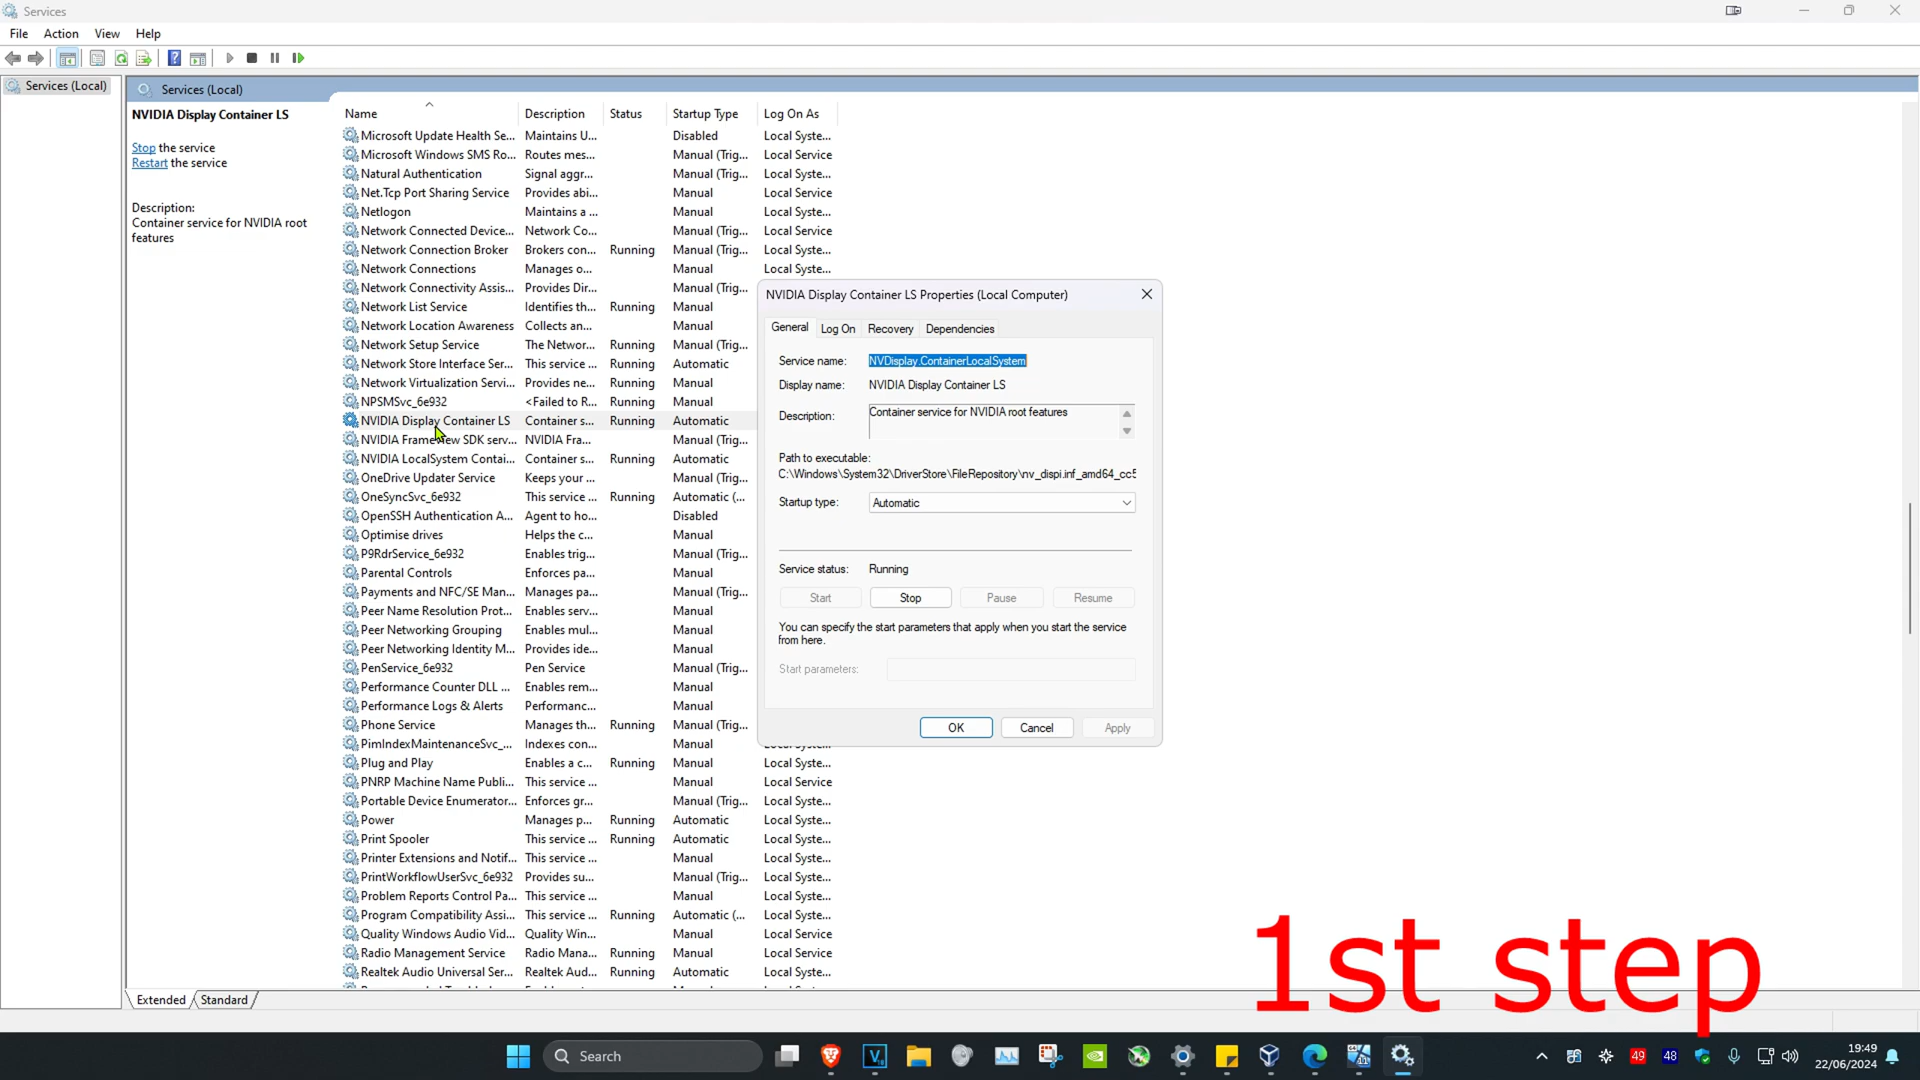 Services
File Action View Help
Services (Local)
Services (Local)
NVIDIA Display Container LS
Stop the service
Restart the service
Description:
Container service for NVIDIA root
features
Name Description Status Startup Type Log On As
Microsoft Update Health Se... Maintains U... Disabled Local Syste...
Microsoft Windows SMS Ro... Routes mes... Manual (Trig... Local Service
Natural Authentication Signal aggr... Manual (Trig... Local Syste...
Net.Tcp Port Sharing Service Provides abi... Manual Local Service
Netlogon Maintains a ... Manual Local Syste...
Network Connected Device... Network Co... Manual (Trig... Local Service
Network Connection Broker Brokers con... Running Manual (Trig... Local Syste...
Network Connections Manages o... Manual Local Syste...
Network Connectivity Assis... Provides Dir... Manual (Trig...
Network List Service Identifies th... Running Manual
Network Location Awareness Collects an... Manual
Network Setup Service The Networ... Running Manual (Trig...
Network Store Interface Ser... This service ... Running Automatic
Network Virtualization Servi... Provides ne... Running Manual
NPSMSvc_6e932 <Failed to R... Running Manual
NVIDIA Display Container LS Container s... Running Automatic
NVIDIA FrameView SDK serv... NVIDIA Fra... Manual (Trig...
NVIDIA LocalSystem Contai... Container s... Running Automatic
OneDrive Updater Service Keeps your ... Manual (Trig...
OneSyncSvc_6e932 This service ... Running Automatic (...
OpenSSH Authentication A... Agent to ho... Disabled
Optimise drives Helps the c... Manual
P9RdrService_6e932 Enables trig... Manual (Trig...
Parental Controls Enforces pa... Manual
Payments and NFC/SE Man... Manages pa... Manual (Trig...
Peer Name Resolution Prot... Enables serv... Manual
Peer Networking Grouping Enables mul... Manual
Peer Networking Identity M... Provides ide... Manual
PenService_6e932 Pen Service Manual (Trig...
Performance Counter DLL ... Enables rem... Manual
Performance Logs & Alerts Performanc... Manual
Phone Service Manages th... Running Manual (Trig...
PimIndexMaintenanceSvc_... Indexes con... Manual Local Syste...
Plug and Play Enables a c... Running Manual Local Syste...
PNRP Machine Name Publi... This service ... Manual Local Service
Portable Device Enumerator... Enforces gr... Manual (Trig... Local Syste...
Power Manages p... Running Automatic Local Syste...
Print Spooler This service ... Running Automatic Local Syste...
Printer Extensions and Notif... This service ... Manual Local Syste...
PrintWorkflowUserSvc_6e932 Provides su... Manual (Trig... Local Syste...
Problem Reports Control Pa... This service ... Manual Local Syste...
Program Compatibility Assi... This service ... Running Automatic (... Local Syste...
Quality Windows Audio Vid... Quality Win... Manual Local Service
Radio Management Service Radio Mana... Running Manual Local Service
Realtek Audio Universal Ser... Realtek Aud... Running Automatic Local Syste...
NVIDIA Display Container LS Properties (Local Computer)
General Log On Recovery Dependencies
Service name: NVDisplay.ContainerLocalSystem
Display name: NVIDIA Display Container LS
Description: Container service for NVIDIA root features
Path to executable:
C:\Windows\System32\DriverStore\FileRepository\nv_dispi.inf_amd64_cc5
Startup type: Automatic
Service status: Running
Start Stop Pause Resume
You can specify the start parameters that apply when you start the service
from here.
Start parameters:
OK Cancel Apply
1st step
Extended Standard
Search
49 48
19:49
22/06/2024